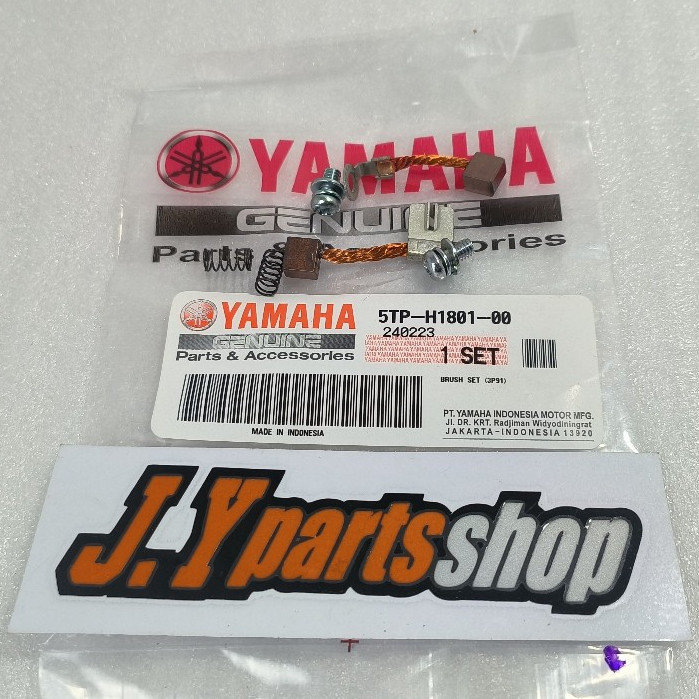 YAMAHA
GENUINE
Parts & Accessories
YAMAHA
GENUINE
Parts & Accessories
5TP-H1801-00
240223
1 SET
BRUSH SET (3P91)
MADE IN INDONESIA
PT. YAMAHA INDONESIA MOTOR MFG.
Jl. DR. KRT. Radjiman Widyodiningrat
JAKARTA-INDONESIA 13920
J.Ypartsshop